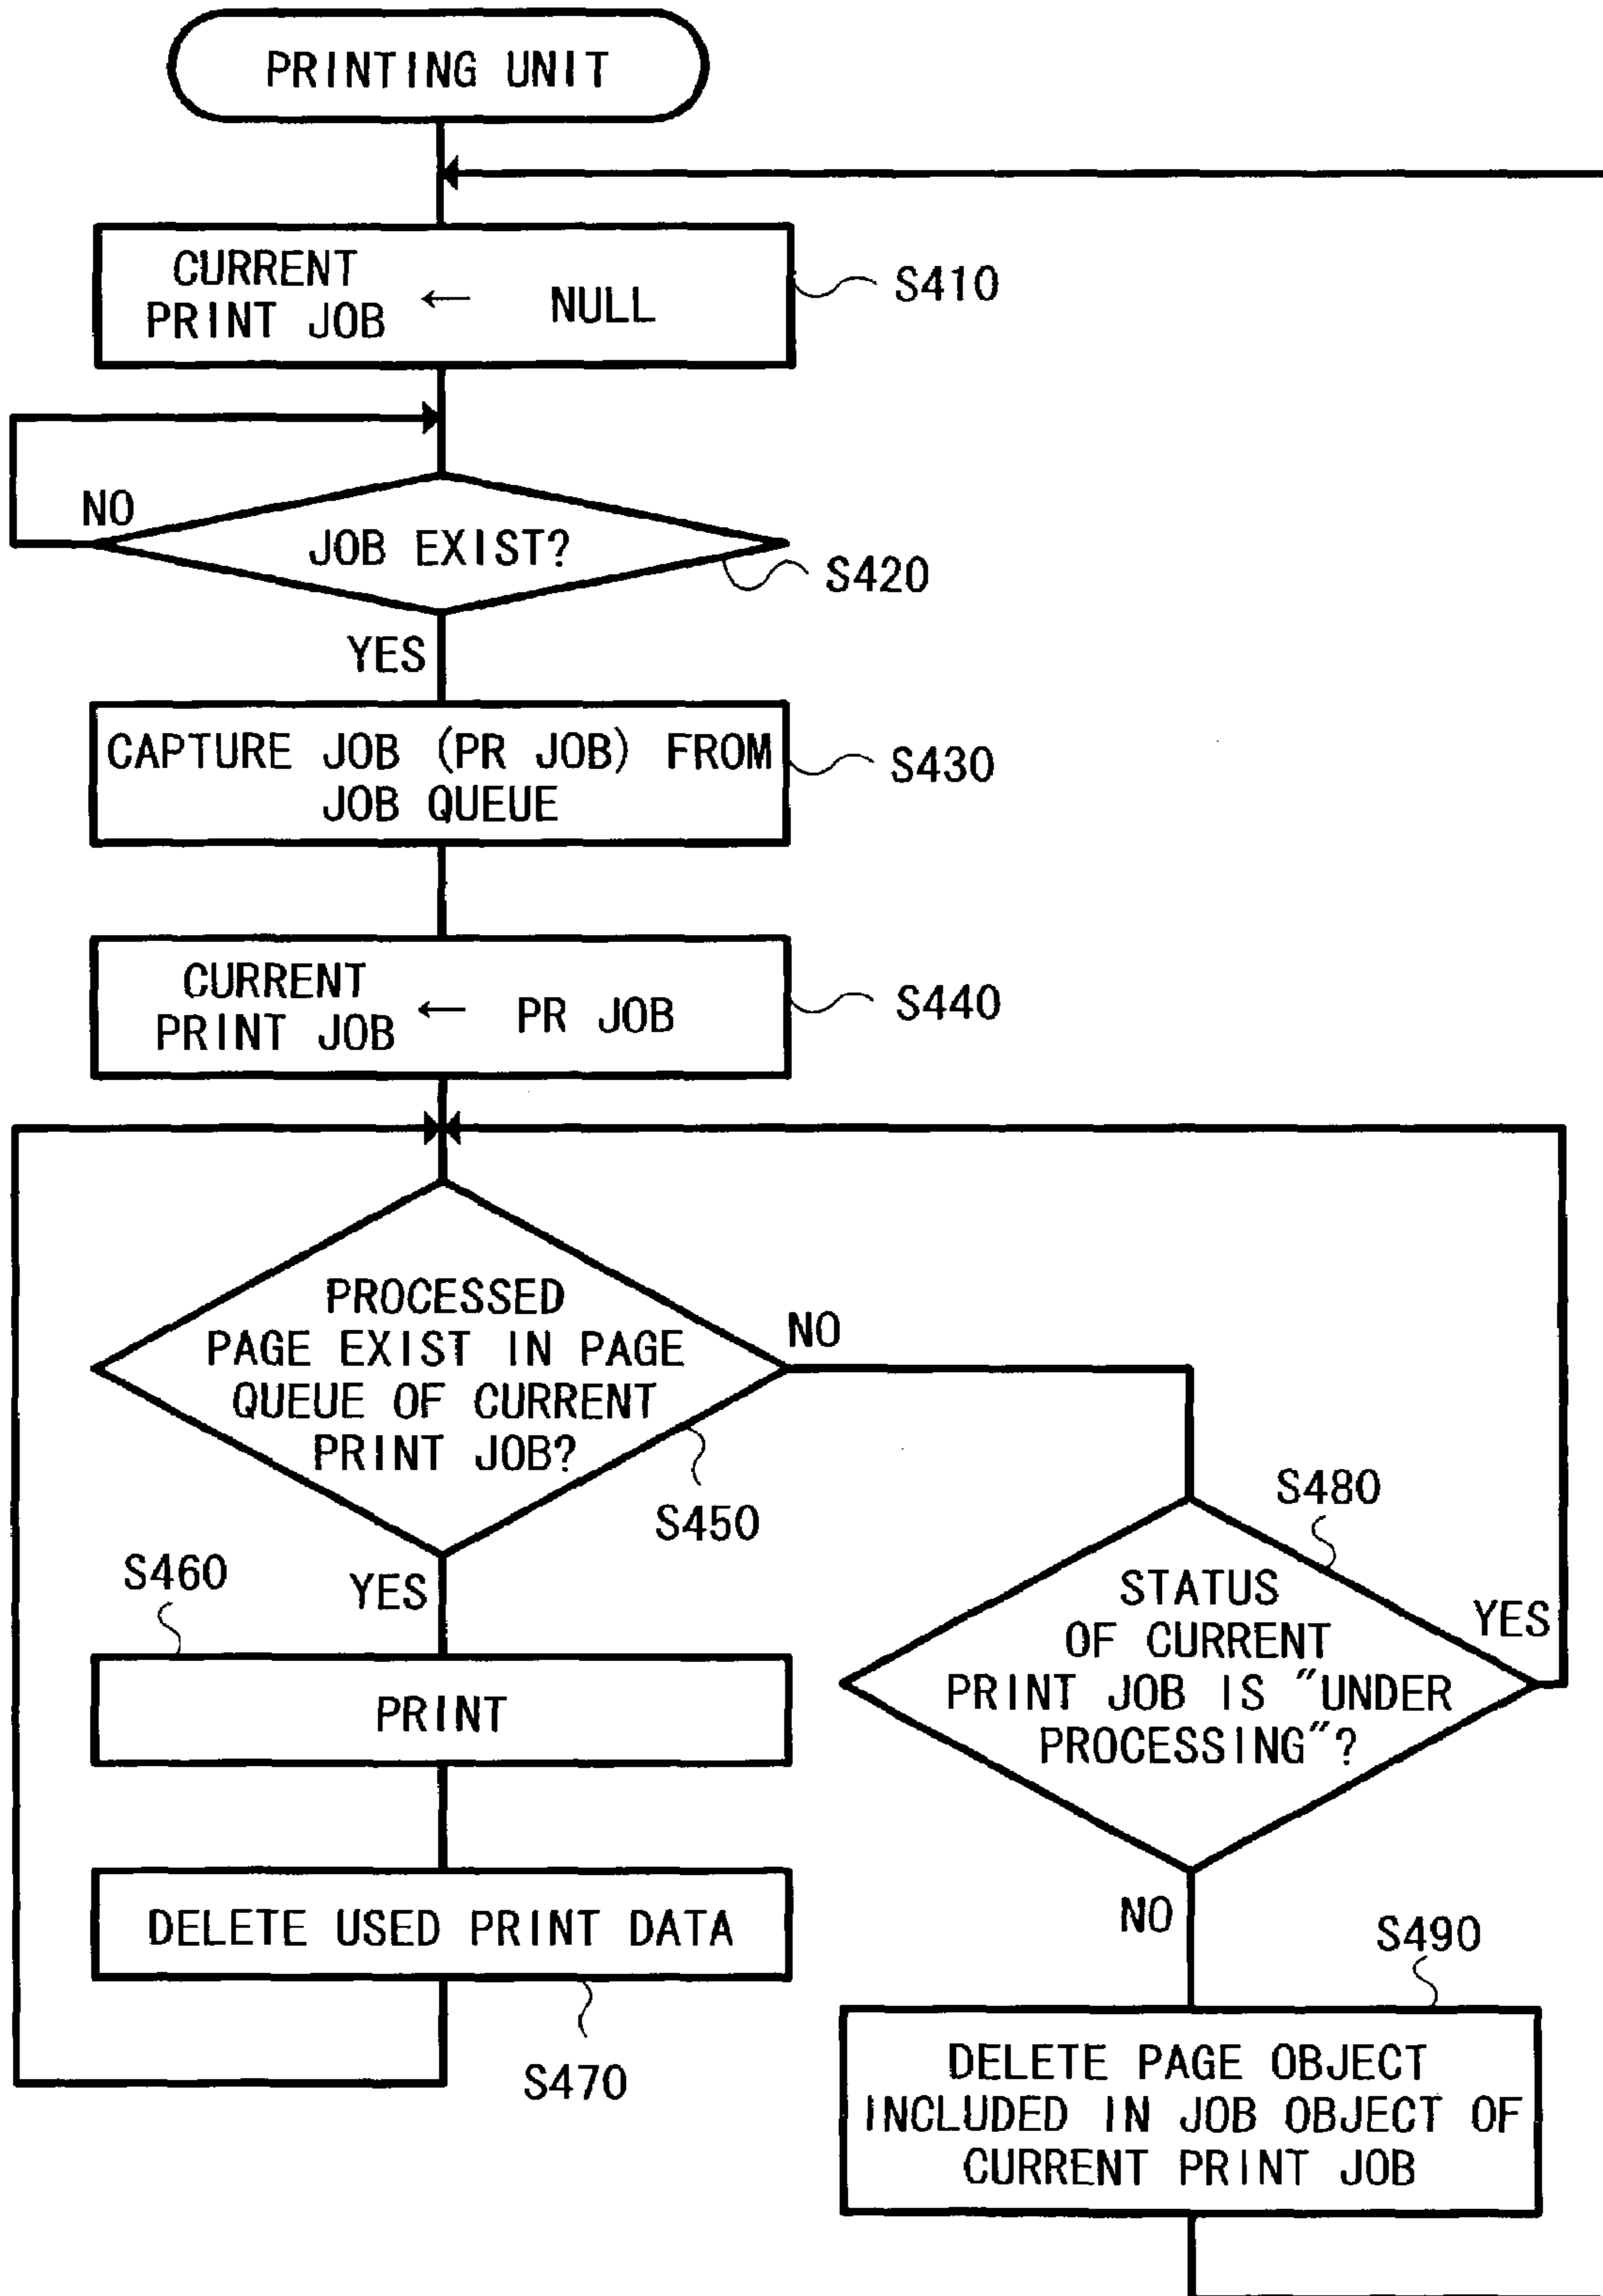 PRINTING UNIT
CURRENT
PRINT JOB ← NULL
S410
NO
JOB EXIST?
S420
YES
CAPTURE JOB (PR JOB) FROM
JOB QUEUE
S430
CURRENT
PRINT JOB ← PR JOB
S440
PROCESSED
PAGE EXIST IN PAGE
QUEUE OF CURRENT
PRINT JOB?
NO
S450
YES
S460
PRINT
DELETE USED PRINT DATA
S470
S480
STATUS
OF CURRENT
PRINT JOB IS "UNDER
PROCESSING"?
YES
NO
S490
DELETE PAGE OBJECT
INCLUDED IN JOB OBJECT OF
CURRENT PRINT JOB